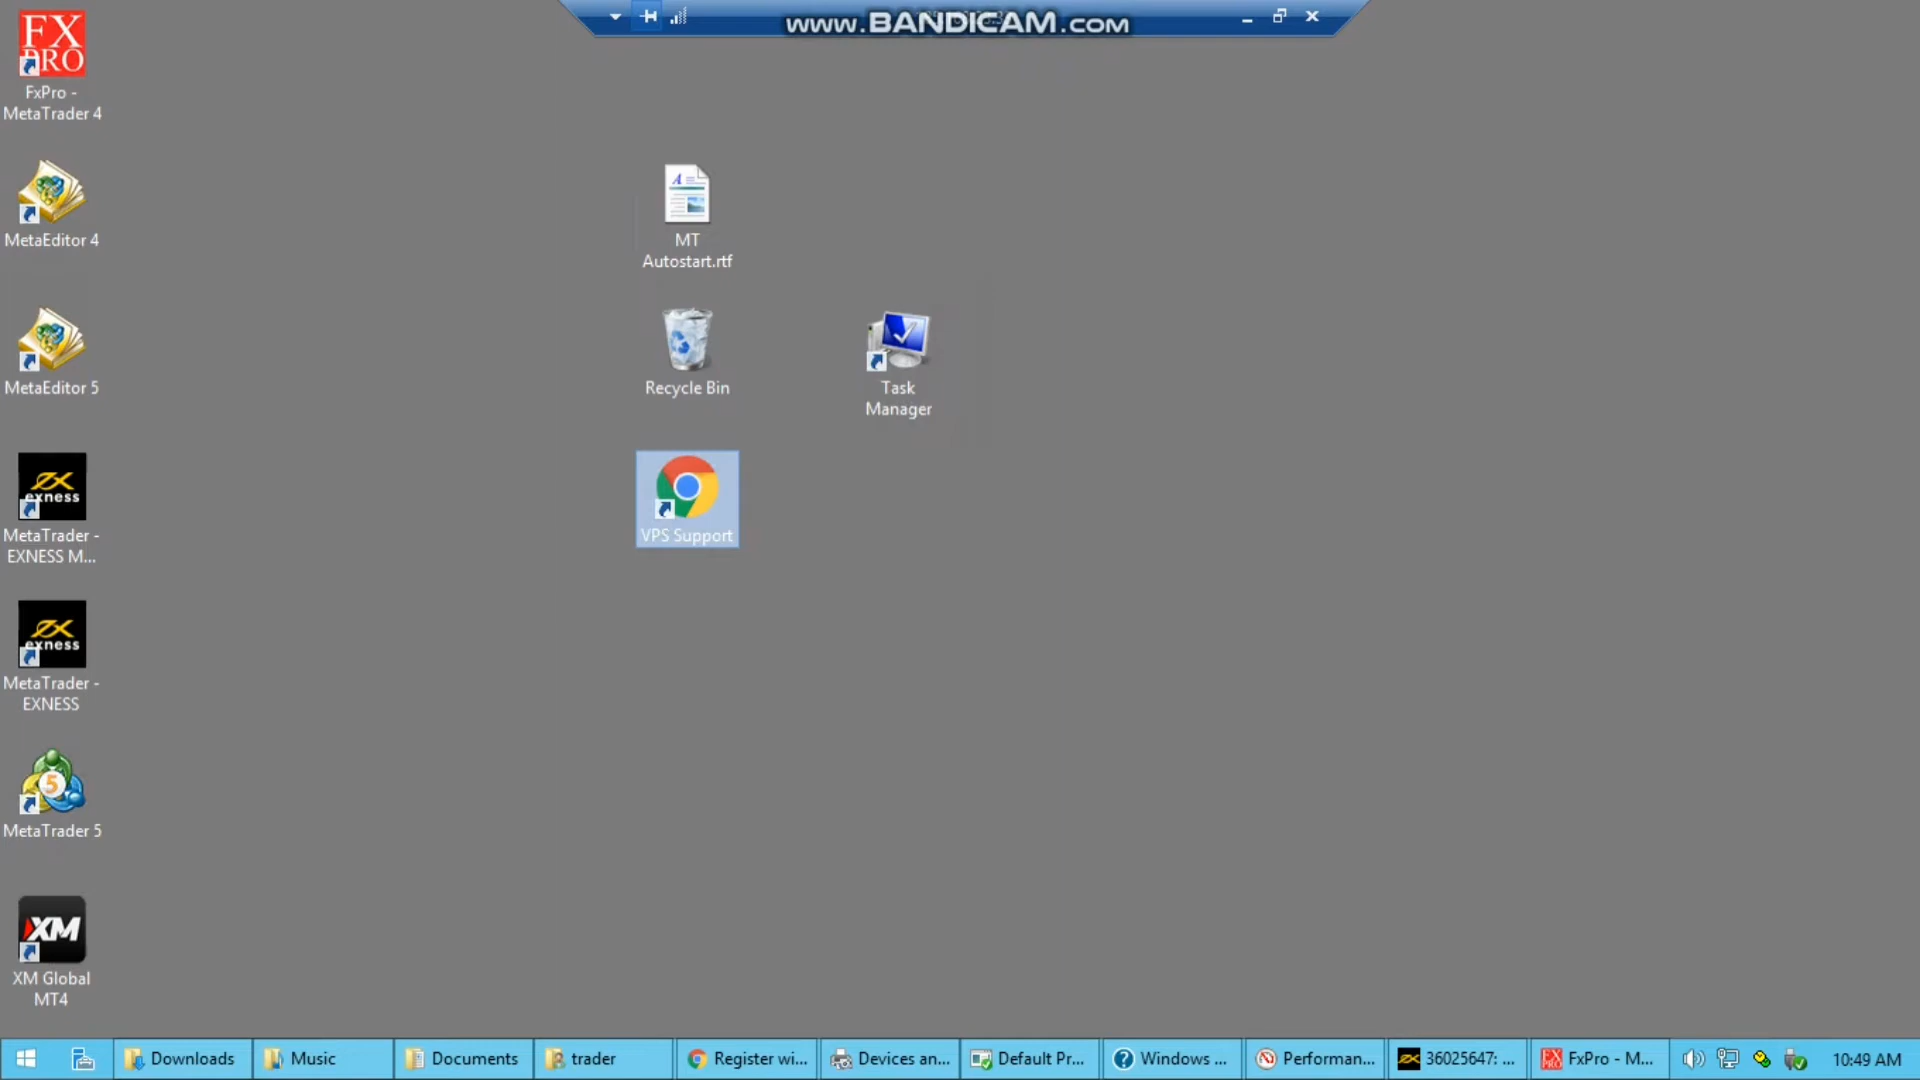 www.BANDICAM.com
FX
PRO
FxPro -
MetaTrader 4
MetaEditor 4
MetaEditor 5
exness
MetaTrader -
EXNESS M...
exness
MetaTrader -
EXNESS
5
MetaTrader 5
XM
XM Global
MT4
A
MT
Autostart.rtf
Recycle Bin
Task
Manager
VPS Support
Downloads
Music
Documents
trader
Register wi...
Devices an...
Default Pr...
Windows ...
Performan...
36025647: ...
FxPro - M...
10:49 AM